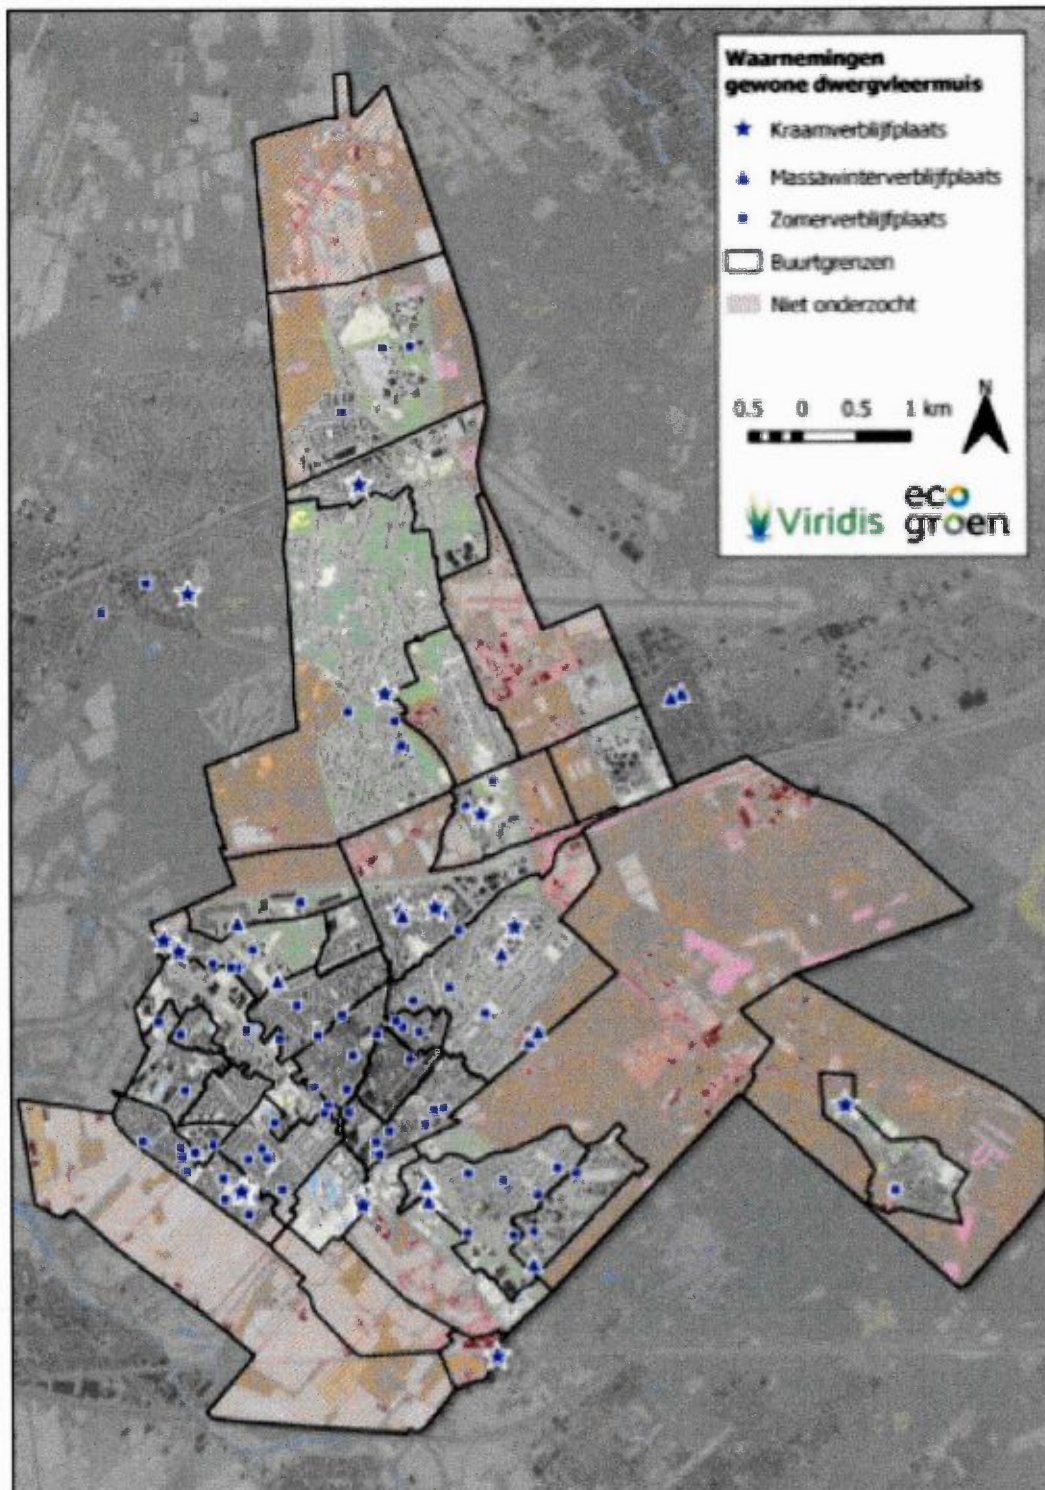 Waarnemingen
gewone dwergvleermuis
Kraamverblijfplaats
Massawinterverblijfplaats
Zomerverblijfplaats
Buurtgrenzen
Niet onderzocht
0.5 0 0.5 1 km
N
Viridis
eco
groen